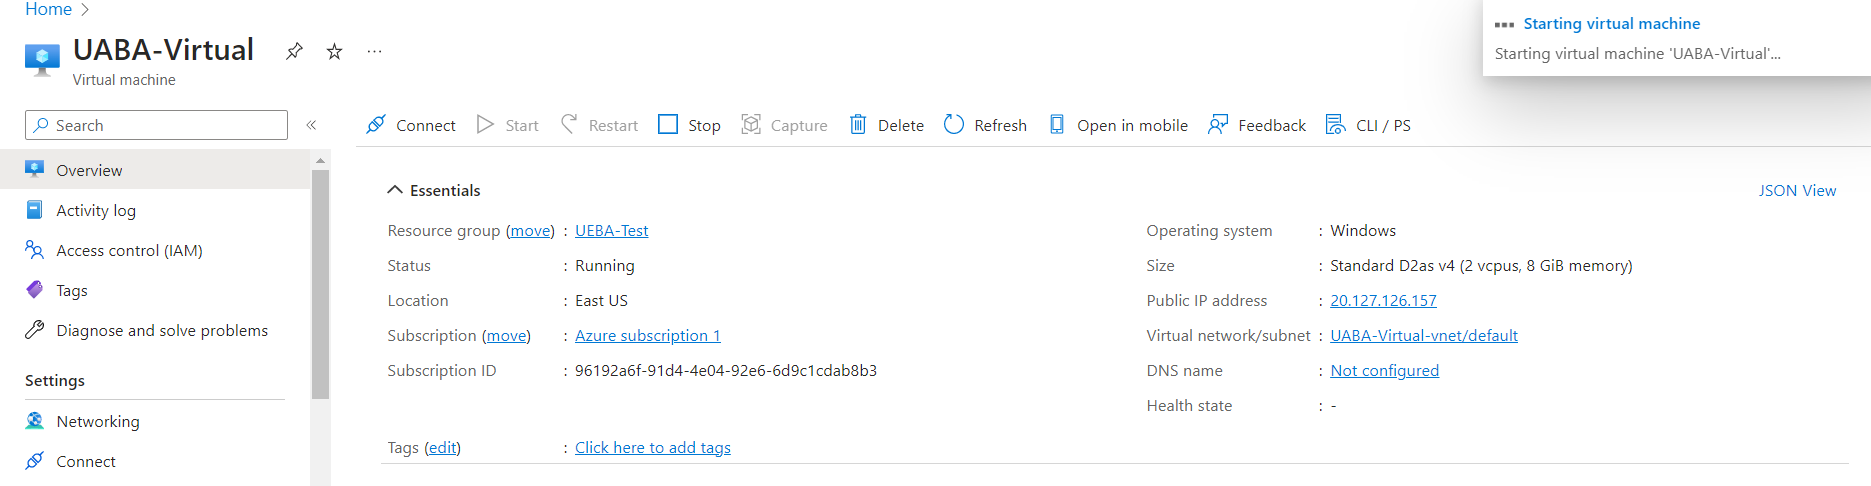 Home
UABA-Virtual
Virtual machine
Starting virtual machine
Starting virtual machine 'UABA-Virtual'...
Search
Connect Start Restart Stop Capture Delete Refresh Open in mobile Feedback CLI / PS
Overview
Activity log
Access control (IAM)
Tags
Diagnose and solve problems
Settings
Networking
Connect
Essentials
JSON View
Resource group (move) : UEBA-Test
Status : Running
Location : East US
Subscription (move) : Azure subscription 1
Subscription ID : 96192a6f-91d4-4e04-92e6-6d9c1cdab8b3
Tags (edit) : Click here to add tags
Operating system : Windows
Size : Standard D2as v4 (2 vcpus, 8 GiB memory)
Public IP address : 20.127.126.157
Virtual network/subnet : UABA-Virtual-vnet/default
DNS name : Not configured
Health state : -